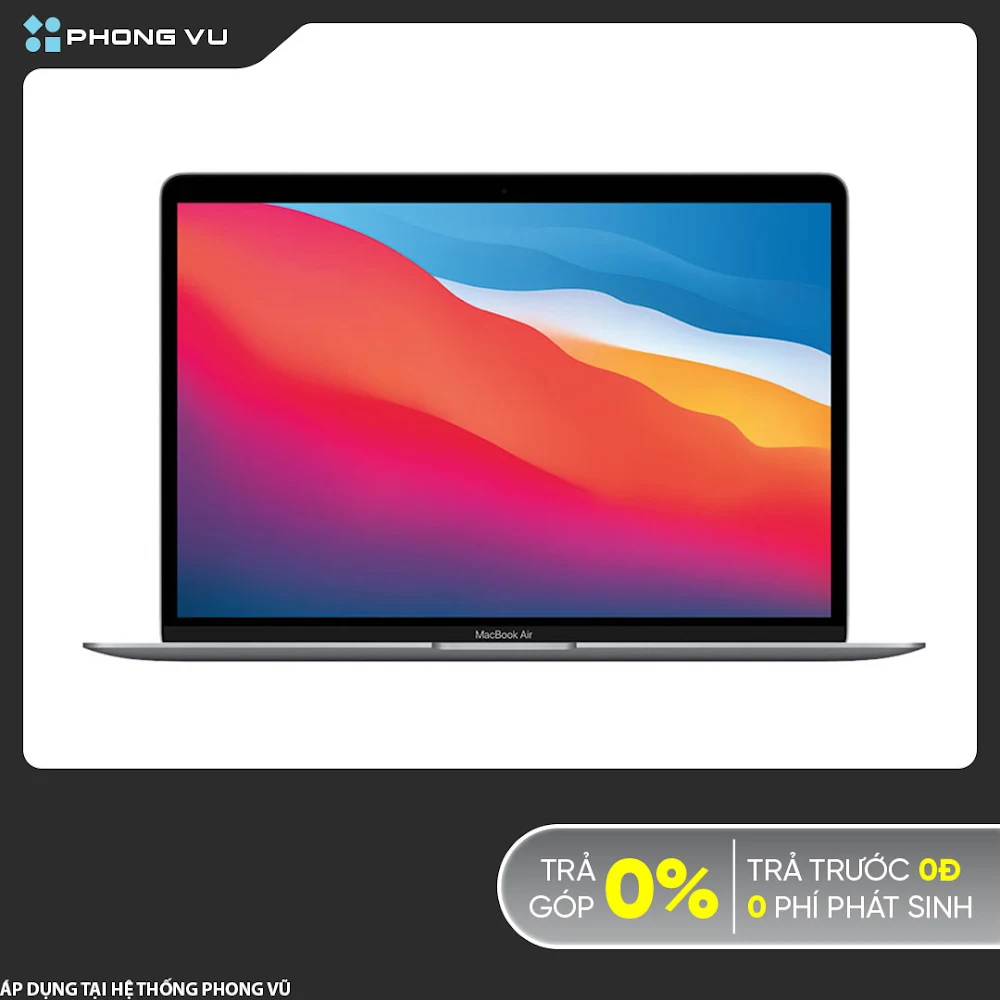 PHONG VU
MacBook Air
TRẢ GÓP 0%
TRẢ TRƯỚC 0Đ
0 PHÍ PHÁT SINH
ÁP DỤNG TẠI HỆ THỐNG PHONG VŨ